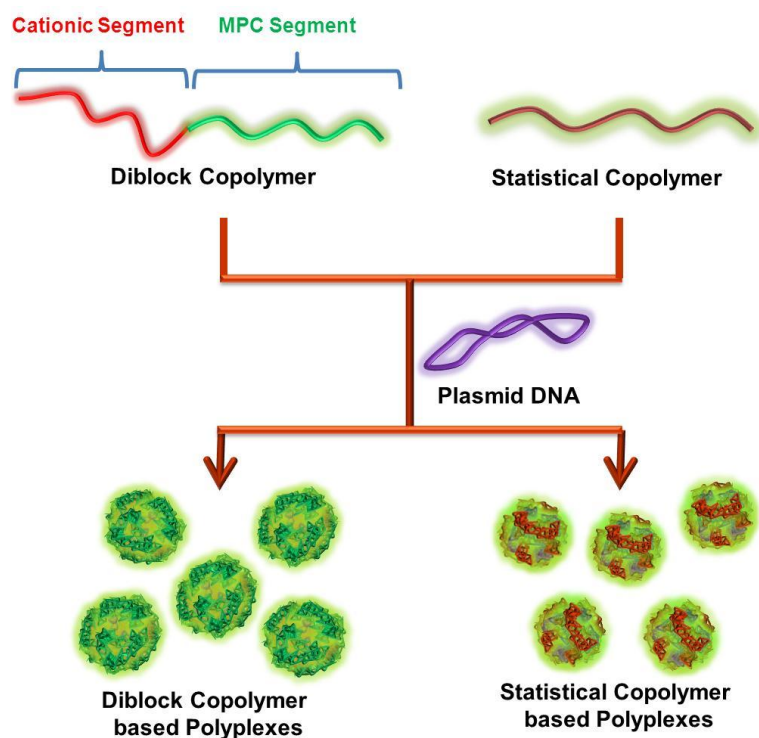 Cationic Segment
MPC Segment
Diblock Copolymer
Statistical Copolymer
Plasmid DNA
Diblock Copolymer
based Polyplexes
Statistical Copolymer
based Polyplexes